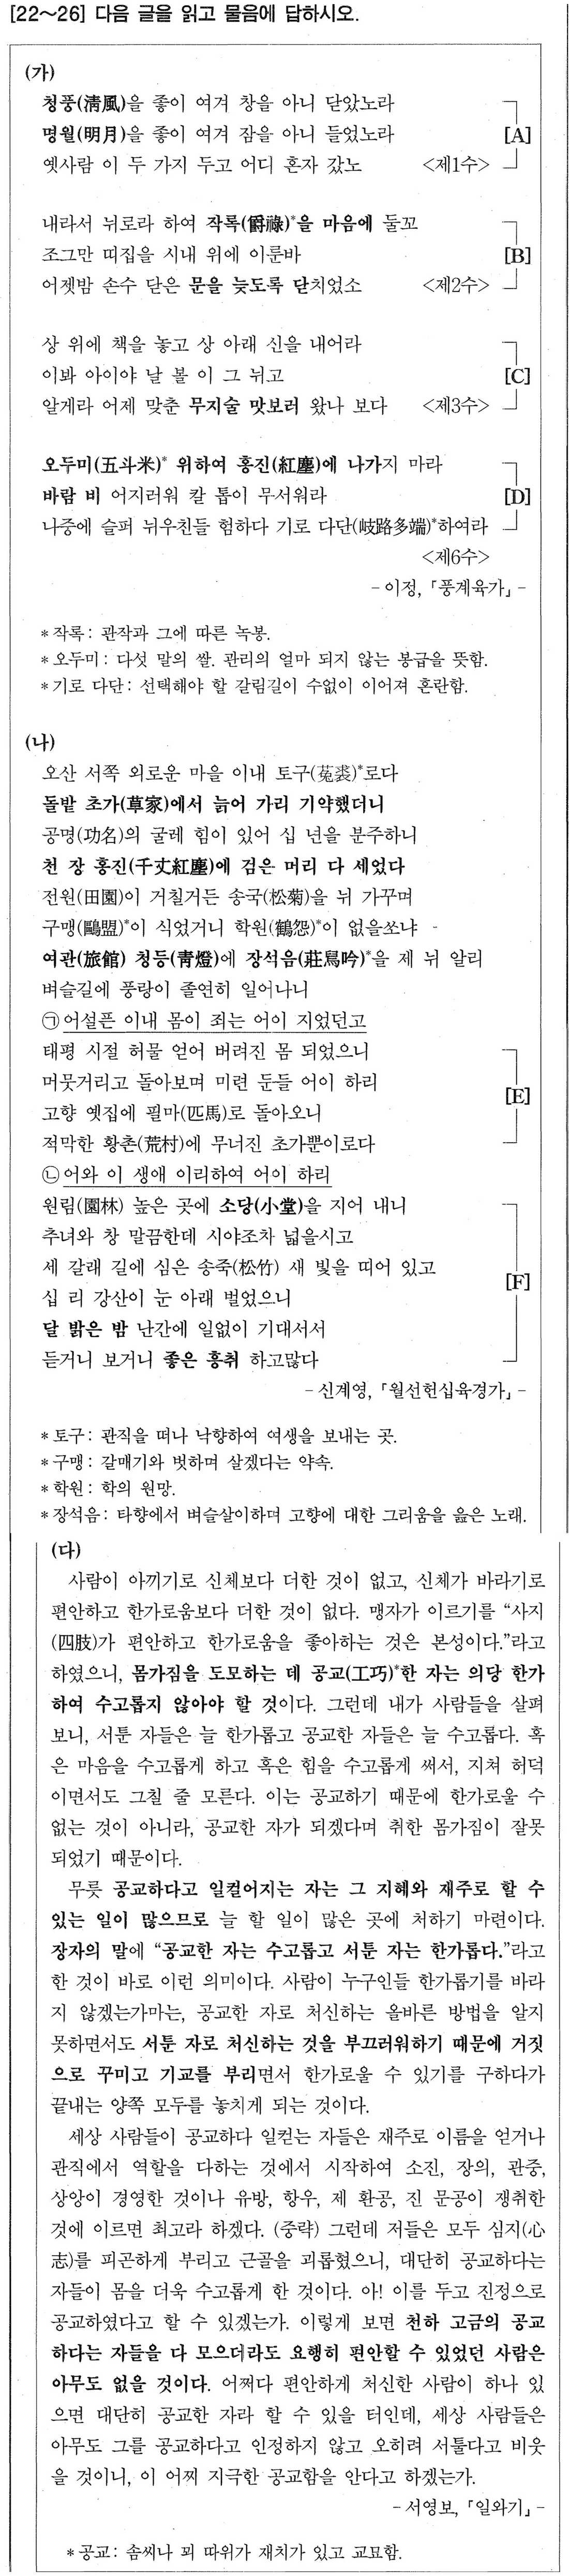 [22~26] 다음 글을 읽고 물음에 답하시오.
(가)
청풍(淸風)을 좋이 여겨 창을 아니 닫았노라
명월(明月)을 좋이 여겨 잠을 아니 들었노라
옛사람 이 두 가지 두고 어디 혼자 갔노 <제1수>
[A]
내라서 뉘로라 하여 작록(爵祿)*을 마음에 둘꼬
조그만 띠집을 시내 위에 이룬바
어젯밤 손수 닫은 문을 늦도록 닫치었소 <제2수>
[B]
상 위에 책을 놓고 상 아래 신을 내어라
이봐 아이야 날 볼 이 그 뉘고
알게라 어제 맞춘 무지술 맛보러 왔나 보다 <제3수>
[C]
오두미(五斗米)* 위하여 홍진(紅塵)에 나가지 마라
바람 비 어지러워 칼 톱이 무서워라
나중에 슬퍼 뉘우친들 험하다 기로 다단(岐路多端)*하여라
[D]
<제6수>
- 이정, 「풍계육가」 -
* 작록 : 관작과 그에 따른 녹봉.
* 오두미 : 다섯 말의 쌀. 관리의 얼마 되지 않는 봉급을 뜻함.
* 기로 다단 : 선택해야 할 갈림길이 수없이 이어져 혼란함.
(나)
오산 서쪽 외로운 마을 이내 토구(菟裘)*로다
돌밭 초가(草家)에서 늙어 가리 기약했더니
공명(功名)의 굴레 힘이 있어 십 년을 분주하니
천 장 홍진(千丈紅塵)에 검은 머리 다 세었다
전원(田園)이 거칠거든 송국(松菊)을 뉘 가꾸며
구맹(鷗盟)*이 식었거니 학원(鶴怨)*이 없을쏘냐
여관(旅館) 청등(靑燈)에 장석음(莊舄吟)*을 제 뉘 알리
벼슬길에 풍랑이 졸연히 일어나니
㉠어설픈 이내 몸이 죄는 어이 지었던고
태평 시절 허물 얻어 버려진 몸 되었으니
머뭇거리고 돌아보며 미련 둔들 어이 하리
고향 옛집에 필마(匹馬)로 돌아오니
적막한 황촌(荒村)에 무너진 초가뿐이로다
[E]
㉡어와 이 생애 이리하여 어이 하리
원림(園林) 높은 곳에 소당(小堂)을 지어 내니
추녀와 창 말끔한데 시야조차 넓을시고
세 갈래 길에 심은 송죽(松竹) 새 빛을 띠어 있고
십 리 강산이 눈 아래 벌었으니
달 밝은 밤 난간에 일없이 기대서서
듣거니 보거니 좋은 흥취 하고많다
[F]
- 신계영, 「월선헌십육경가」 -
* 토구 : 관직을 떠나 낙향하여 여생을 보내는 곳.
* 구맹 : 갈매기와 벗하며 살겠다는 약속.
* 학원 : 학의 원망.
* 장석음 : 타향에서 벼슬살이하며 고향에 대한 그리움을 읊은 노래.
(다)
사람이 아끼기로 신체보다 더한 것이 없고, 신체가 바라기로
편안하고 한가로움보다 더한 것이 없다. 맹자가 이르기를 “사지
(四肢)가 편안하고 한가로움을 좋아하는 것은 본성이다.”라고
하였으니, 몸가짐을 도모하는 데 공교(工巧)*한 자는 의당 한가
하여 수고롭지 않아야 할 것이다. 그런데 내가 사람들을 살펴
보니, 서툰 자들은 늘 한가롭고 공교한 자들은 늘 수고롭다. 혹
은 마음을 수고롭게 하고 혹은 힘을 수고롭게 써서, 지쳐 허덕
이면서도 그칠 줄 모른다. 이는 공교하기 때문에 한가로울 수
없는 것이 아니라, 공교한 자가 되겠다며 취한 몸가짐이 잘못
되었기 때문이다.
무릇 공교하다고 일컬어지는 자는 그 지혜와 재주로 할 수
있는 일이 많으므로 늘 할 일이 많은 곳에 처하기 마련이다.
장자의 말에 “공교한 자는 수고롭고 서툰 자는 한가롭다.”라고
한 것이 바로 이런 의미이다. 사람이 누구인들 한가롭기를 바라
지 않겠는가마는, 공교한 자로 처신하는 올바른 방법을 알지
못하면서도 서툰 자로 처신하는 것을 부끄러워하기 때문에 거짓
으로 꾸미고 기교를 부리면서 한가로울 수 있기를 구하다가
끝내는 양쪽 모두를 놓치게 되는 것이다.
세상 사람들이 공교하다 일컫는 자들은 재주로 이름을 얻거나
관직에서 역할을 다하는 것에서 시작하여 소진, 장의, 관중,
상앙이 경영한 것이나 유방, 항우, 제 환공, 진 문공이 쟁취한
것에 이르면 최고라 하겠다. (중략) 그런데 저들은 모두 심지(心
志)를 피곤하게 부리고 근골을 괴롭혔으니, 대단히 공교하다는
자들이 몸을 더욱 수고롭게 한 것이다. 아! 이를 두고 진정으로
공교하였다고 할 수 있겠는가. 이렇게 보면 천하 고금의 공교
하다는 자들을 다 모으더라도 요행히 편안할 수 있었던 사람은
아무도 없을 것이다. 어쩌다 편안하게 처신한 사람이 하나 있
으면 대단히 공교한 자라 할 수 있을 터인데, 세상 사람들은
아무도 그를 공교하다고 인정하지 않고 오히려 서툴다고 비웃
을 것이니, 이 어찌 지극한 공교함을 안다고 하겠는가.
- 서영보, 「일와기」 -
* 공교 : 솜씨나 꾀 따위가 재치가 있고 교묘함.